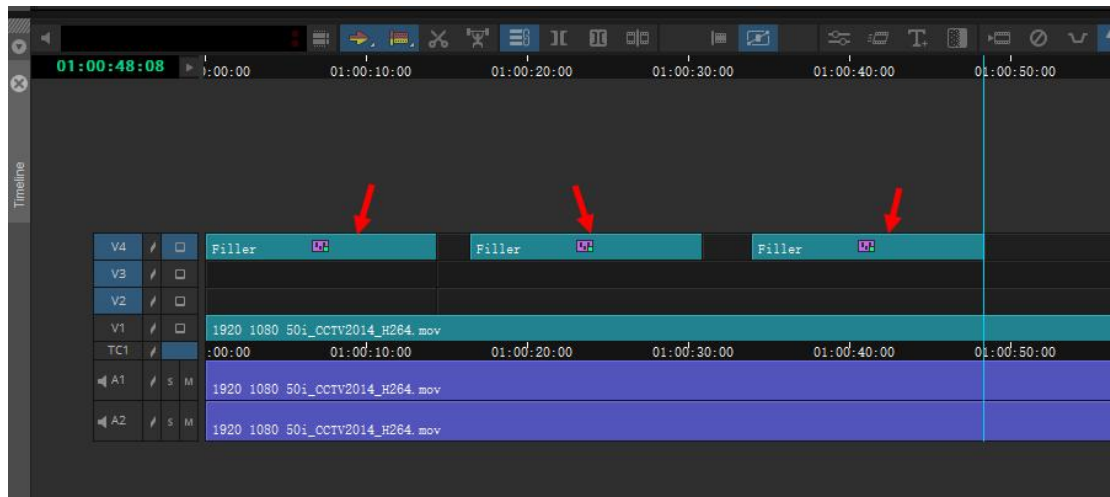 01:00:48:08
):00:00 01:00:10:00 01:00:20:00 01:00:30:00 01:00:40:00 01:00:50:00
Timeline
V4 Filler Filler Filler
V3
V2
V1 1920 1080 50i_CCTV2014_H264.mov
TC1 :00:00 01:00:10:00 01:00:20:00 01:00:30:00 01:00:40:00 01:00:50:00
A1 S M 1920 1080 50i_CCTV2014_H264.mov
A2 S M 1920 1080 50i_CCTV2014_H264.mov